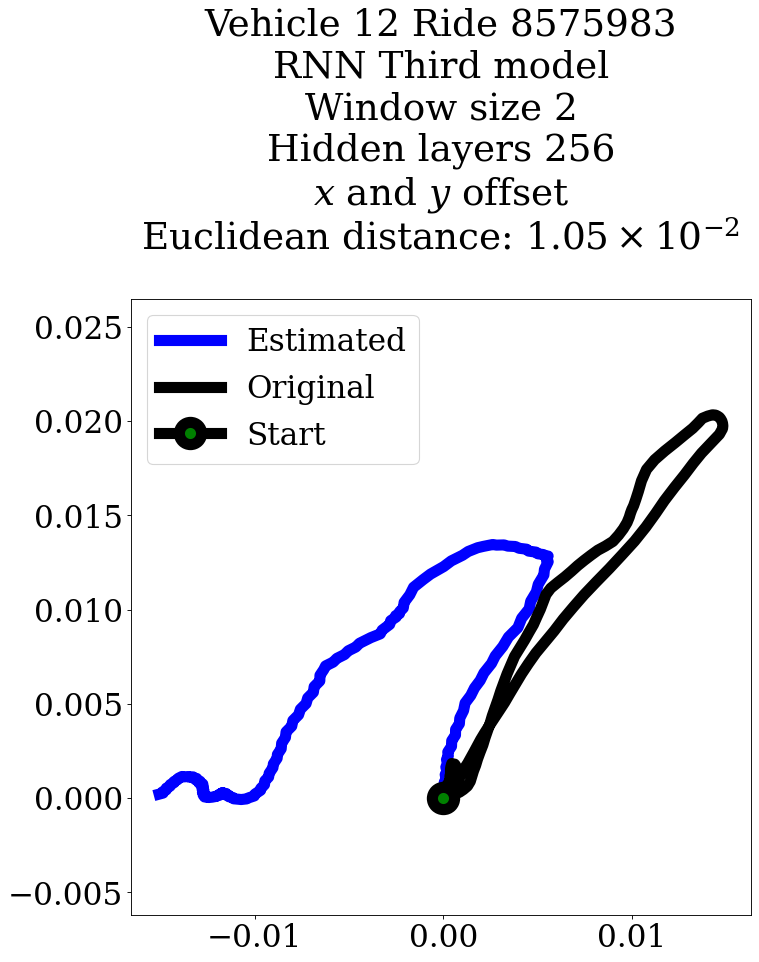 Vehicle 12 Ride 8575983
RNN Third model
Window size 2
Hidden layers 256
x and y offset
Euclidean distance: 1.05 × 10⁻²
0.025
0.020
0.015
0.010
0.005
0.000
−0.005
Estimated
Original
Start
−0.01
0.00
0.01